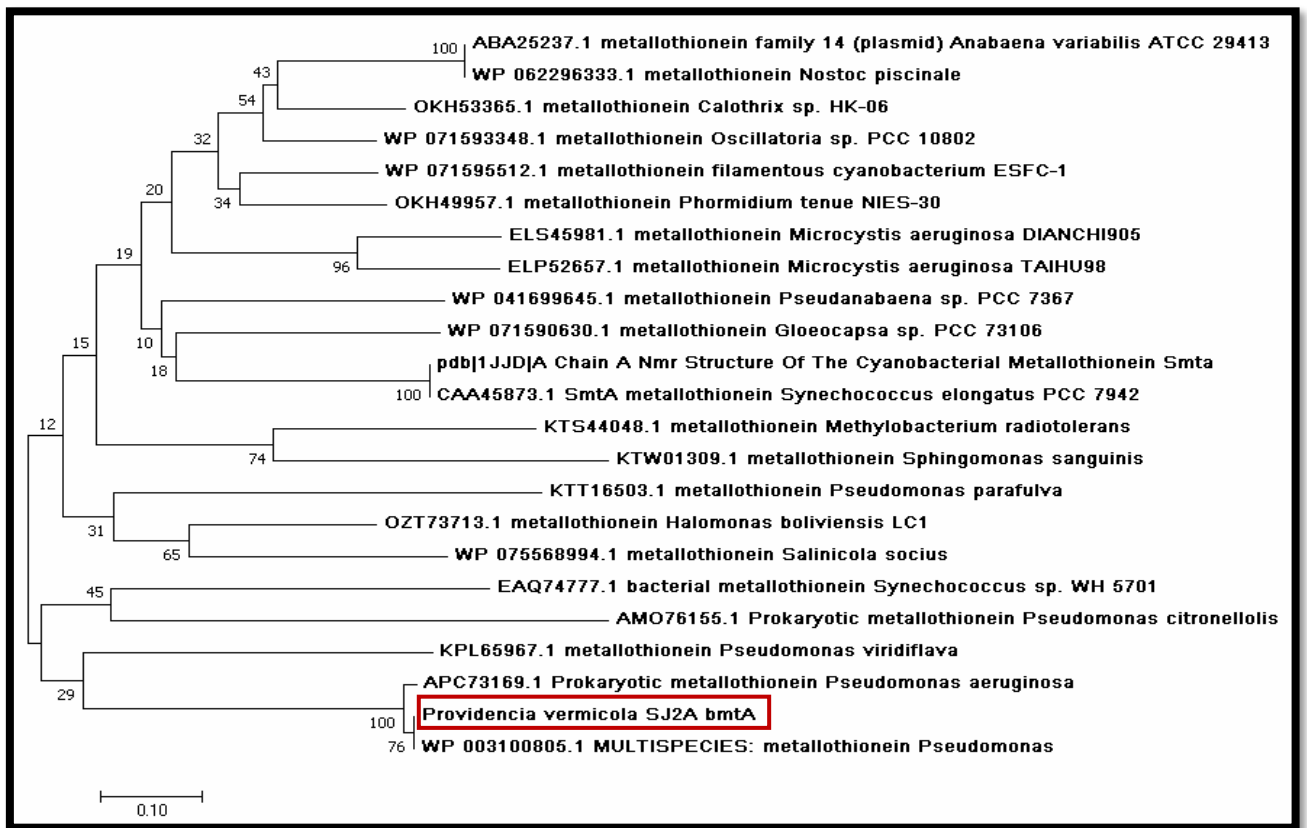 100 ABA25237.1 metallothionein family 14 (plasmid) Anabaena variabilis ATCC 29413
43 WP 062296333.1 metallothionein Nostoc piscinale
54 OKH53365.1 metallothionein Calothrix sp. HK-06
32 WP 071593348.1 metallothionein Oscillatoria sp. PCC 10802
WP 071595512.1 metallothionein filamentous cyanobacterium ESFC-1
20
34 OKH49957.1 metallothionein Phormidium tenue NIES-30
ELS45981.1 metallothionein Microcystis aeruginosa DIANCHI905
19
96 ELP52657.1 metallothionein Microcystis aeruginosa TAIHU98
WP 041699645.1 metallothionein Pseudanabaena sp. PCC 7367
WP 071590630.1 metallothionein Gloeocapsa sp. PCC 73106
15 10
pdb|1JJD|A Chain A Nmr Structure Of The Cyanobacterial Metallothionein Smta
18
100 CAA45873.1 SmtA metallothionein Synechococcus elongatus PCC 7942
12 KTS44048.1 metallothionein Methylobacterium radiotolerans
74 KTW01309.1 metallothionein Sphingomonas sanguinis
KTT16503.1 metallothionein Pseudomonas parafulva
31 OZT73713.1 metallothionein Halomonas boliviensis LC1
65 WP 075568994.1 metallothionein Salinicola socius
45 EAQ74777.1 bacterial metallothionein Synechococcus sp. WH 5701
AMO76155.1 Prokaryotic metallothionein Pseudomonas citronellolis
KPL65967.1 metallothionein Pseudomonas viridiflava
29 APC73169.1 Prokaryotic metallothionein Pseudomonas aeruginosa
100 Providencia vermicola SJ2A bmtA
76 WP 003100805.1 MULTISPECIES: metallothionein Pseudomonas
0.10